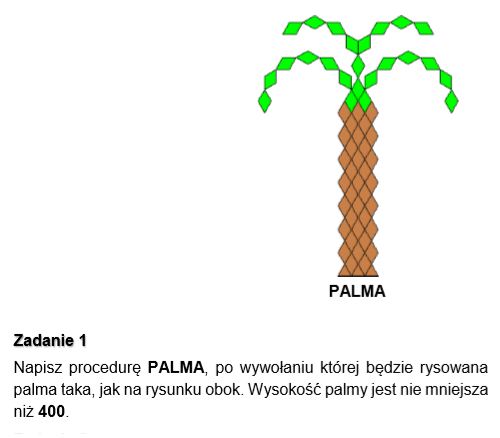 PALMA
Zadanie 1
Napisz procedurę PALMA, po wywołaniu której będzie rysowana
palma taka, jak na rysunku obok. Wysokość palmy jest nie mniejsza
niż 400.